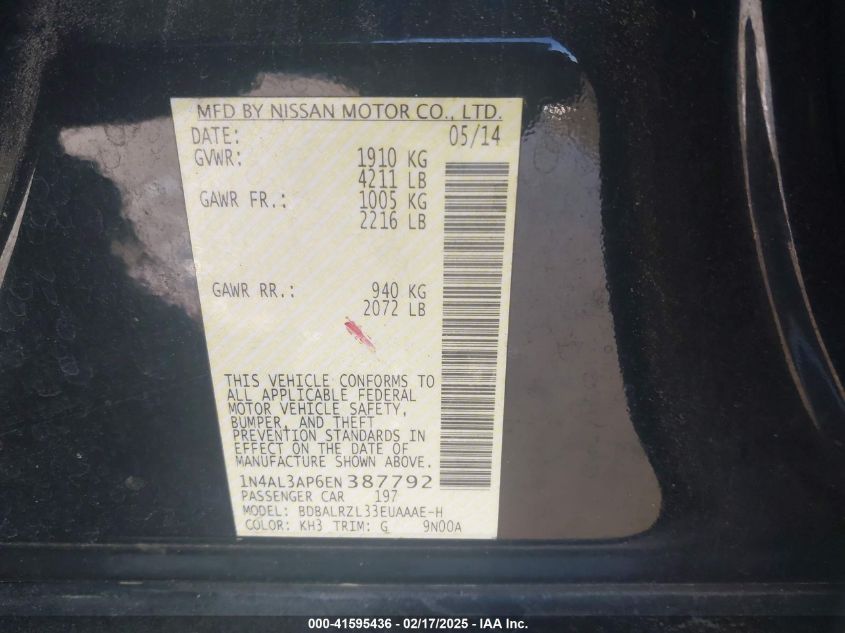 MFD BY NISSAN MOTOR CO., LTD.
DATE: 05/14
GVWR: 1910 KG
4211 LB
GAWR FR.: 1005 KG
2216 LB
GAWR RR.: 940 KG
2072 LB
THIS VEHICLE CONFORMS TO
ALL APPLICABLE FEDERAL
MOTOR VEHICLE SAFETY,
BUMPER, AND THEFT
PREVENTION STANDARDS IN
EFFECT ON THE DATE OF
MANUFACTURE SHOWN ABOVE.
1N4AL3AP6EN387792
PASSENGER CAR 197
MODEL: BDBALRZL33EUAAAE-H
COLOR: KH3 TRIM: G 9N00A
000-41595436 - 02/17/2025 - IAA Inc.